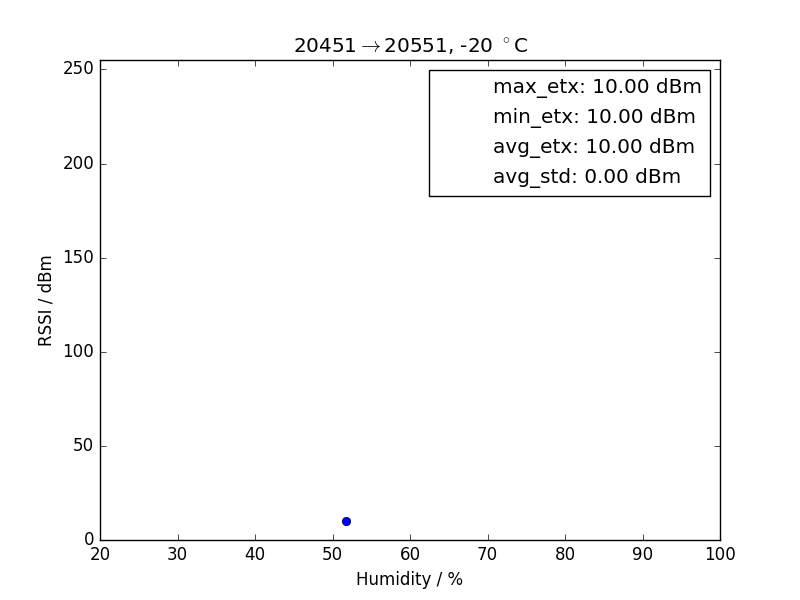 20451→20551, -20 °C
max_etx: 10.00 dBm
min_etx: 10.00 dBm
avg_etx: 10.00 dBm
avg_std: 0.00 dBm
RSSI / dBm
250
200
150
100
50
0
20 30 40 50 60 70 80 90 100
Humidity / %